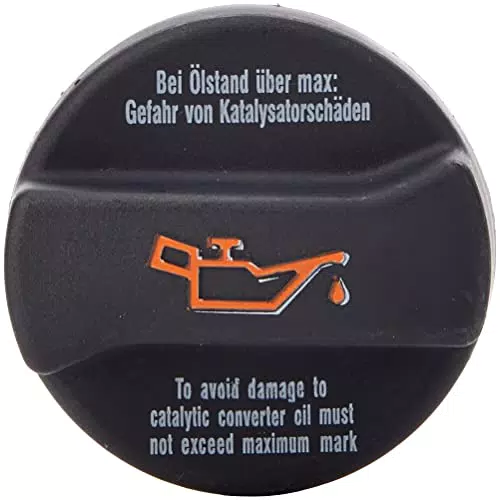 Bei Ölstand über max:
Gefahr von Katalysatorschäden
To avoid damage to
catalytic converter oil must
not exceed maximum mark